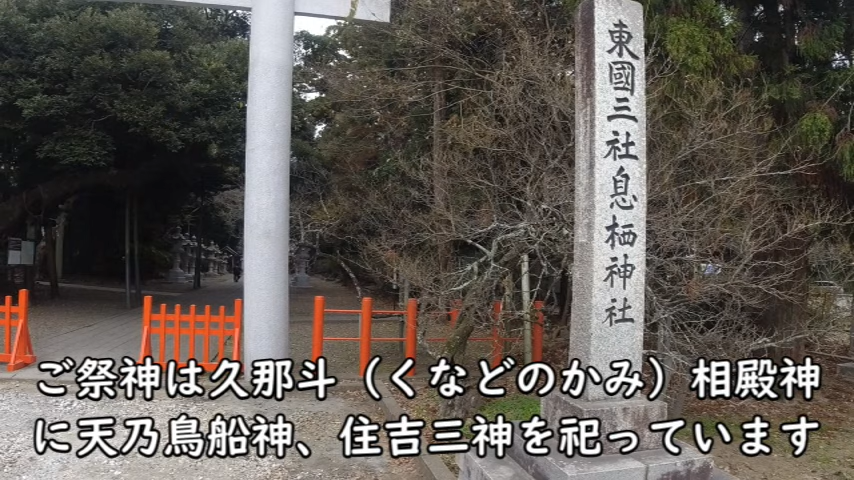 東國三社息栖神社
ご祭神は久那斗（くなどのかみ）相殿神
に天乃鳥船神、住吉三神を祀っています